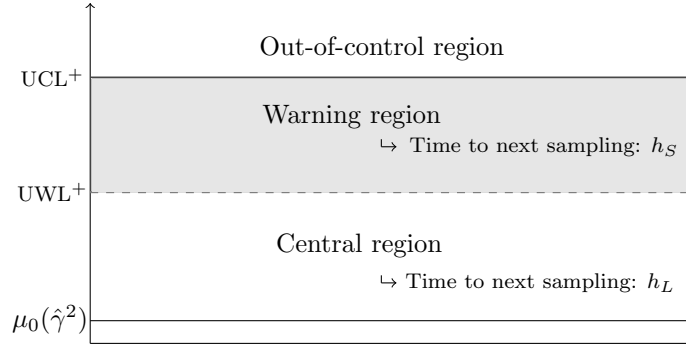 Out-of-control region
UCL⁺
Warning region
↳ Time to next sampling: h_S
UWL⁺
Central region
↳ Time to next sampling: h_L
μ₀(γ̂²)